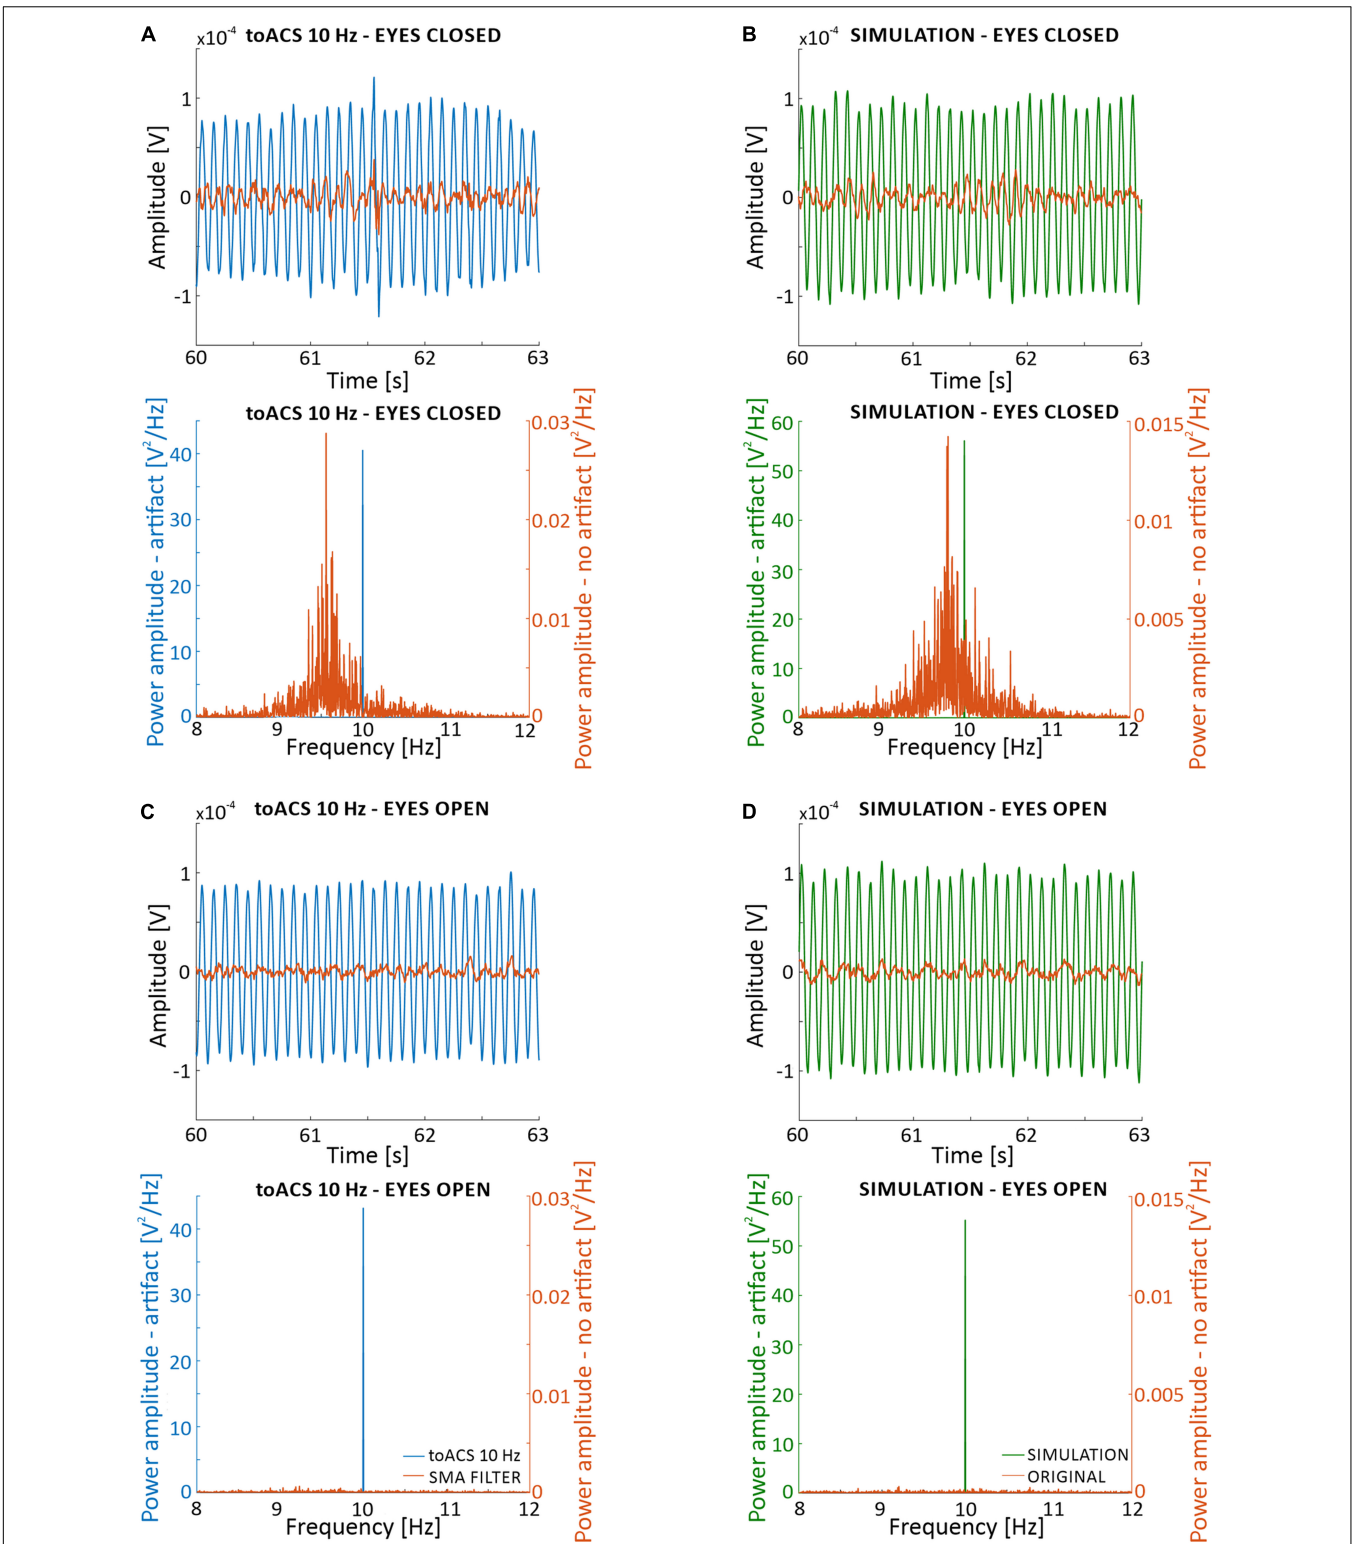 A
x10-4 toACS 10 Hz - EYES CLOSED
Amplitude [V]
1
0
-1
60 61 62 63
Time [s]
B
x10-4 SIMULATION - EYES CLOSED
Amplitude [V]
1
0
-1
60 61 62 63
Time [s]
toACS 10 Hz - EYES CLOSED
Power amplitude - artifact [V2/Hz]
40
30
20
10
0
Power amplitude - no artifact [V2/Hz]
0.03
0.02
0.01
0
8 9 10 11 12
Frequency [Hz]
SIMULATION - EYES CLOSED
Power amplitude - artifact [V2/Hz]
60
50
40
30
20
10
0
Power amplitude - no artifact [V2/Hz]
0.015
0.01
0.005
0
8 9 10 11 12
Frequency [Hz]
C
x10-4 toACS 10 Hz - EYES OPEN
Amplitude [V]
1
0
-1
60 61 62 63
Time [s]
D
x10-4 SIMULATION - EYES OPEN
Amplitude [V]
1
0
-1
60 61 62 63
Time [s]
toACS 10 Hz - EYES OPEN
Power amplitude - artifact [V2/Hz]
40
30
20
10
0
Power amplitude - no artifact [V2/Hz]
0.03
0.02
0.01
0
toACS 10 Hz
SMA FILTER
8 9 10 11 12
Frequency [Hz]
SIMULATION - EYES OPEN
Power amplitude - artifact [V2/Hz]
60
50
40
30
20
10
0
Power amplitude - no artifact [V2/Hz]
0.015
0.01
0.005
0
SIMULATION
ORIGINAL
8 9 10 11 12
Frequency [Hz]